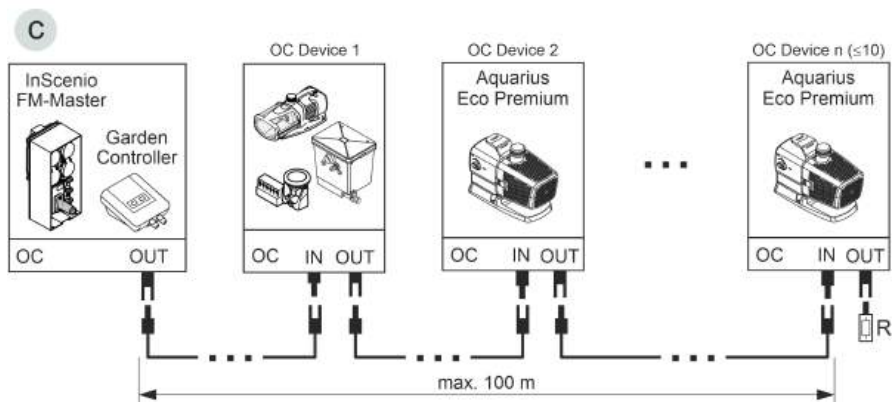 C
OC Device 1
OC Device 2
OC Device n (≤10)
InScenio
FM-Master
Garden
Controller
Aquarius
Eco Premium
Aquarius
Eco Premium
OC OUT
OC IN OUT
OC IN OUT
IN OUT
R
max. 100 m